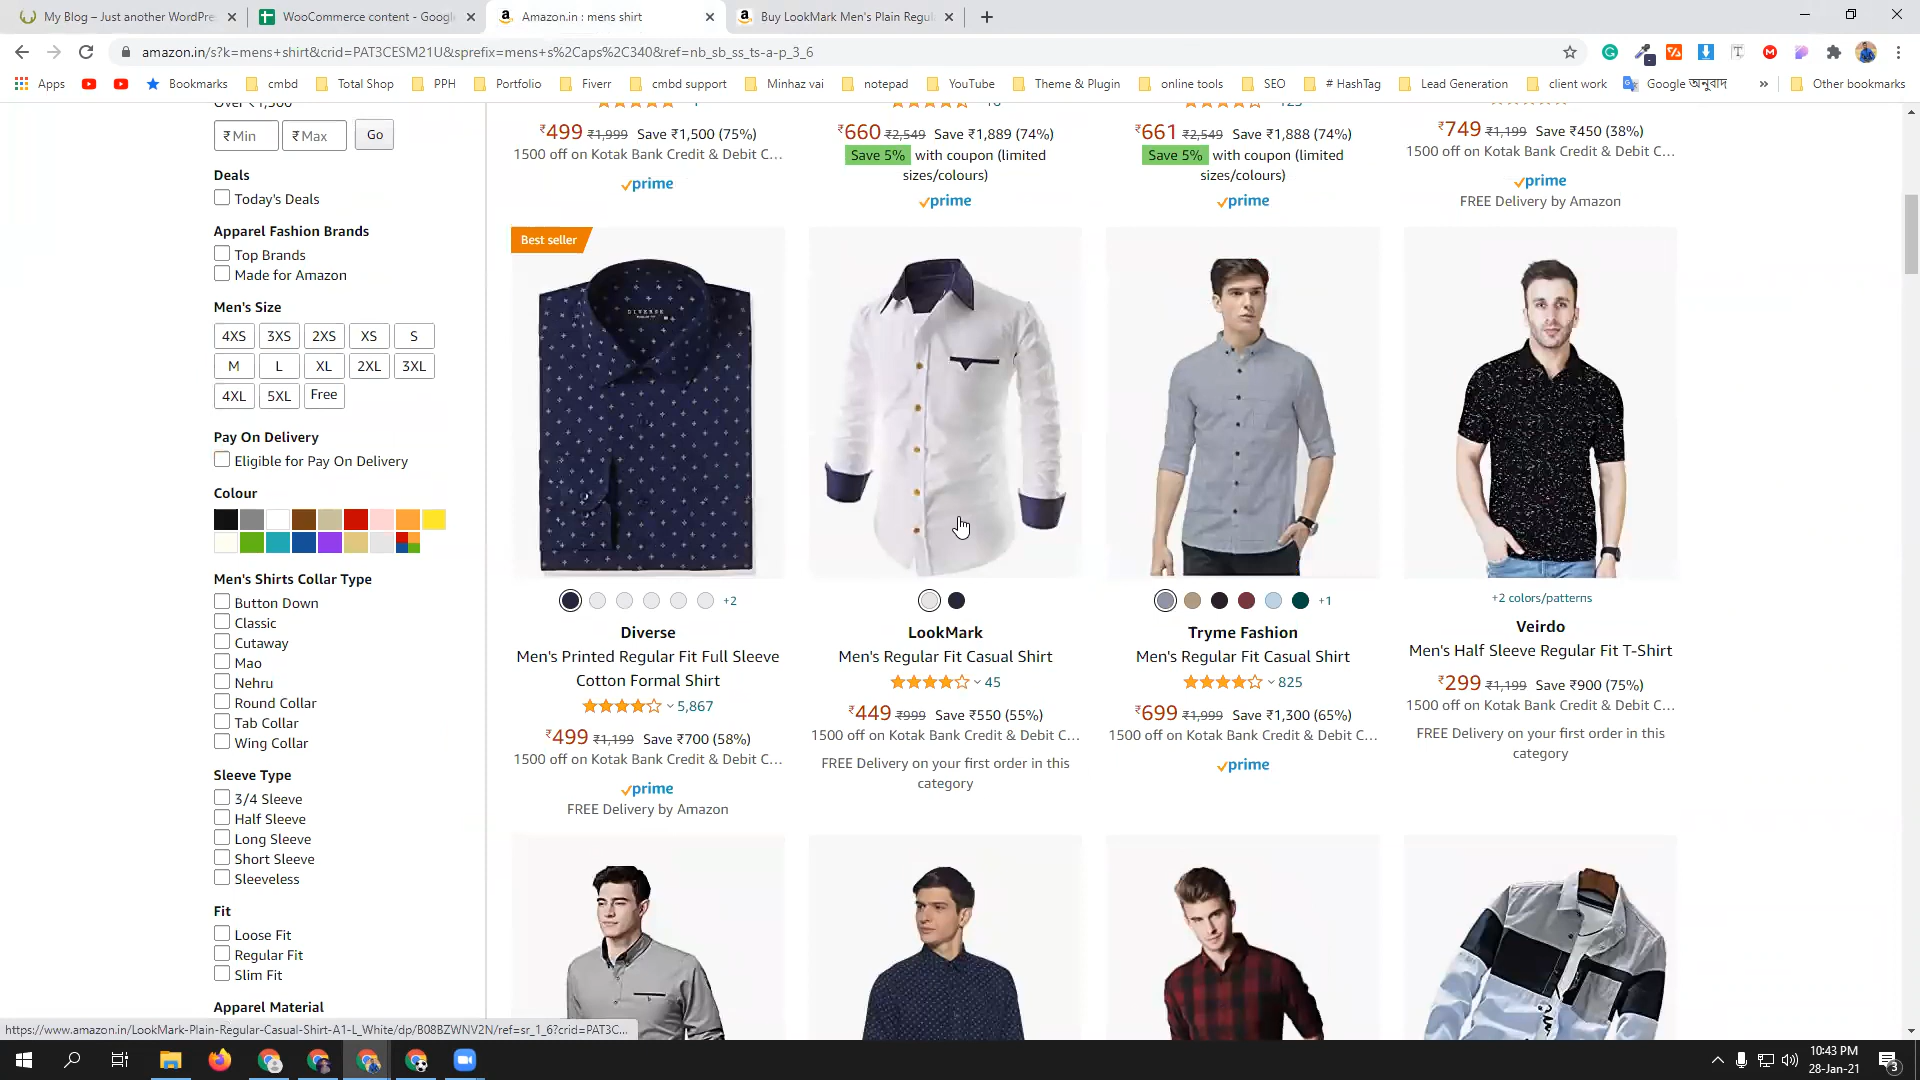 My Blog – Just another WordPre
WooCommerce content - Google
Amazon.in : mens shirt
Buy LookMark Men's Plain Regul
amazon.in/s?k=mens+shirt&crid=PAT3CESM21U&sprefix=mens+s%2Caps%2C340&ref=nb_sb_ss_ts-a-p_3_6
Apps
Bookmarks
cmbd
Total Shop
PPH
Portfolio
Fiverr
cmbd support
Minhaz vai
notepad
YouTube
Theme & Plugin
online tools
SEO
# HashTag
Lead Generation
client work
Google অনুবাদ
»
Other bookmarks
Over ₹1,500
₹Min ₹Max Go
Deals
Today's Deals
Apparel Fashion Brands
Top Brands
Made for Amazon
Men's Size
4XS 3XS 2XS XS S
M L XL 2XL 3XL
4XL 5XL Free
Pay On Delivery
Eligible for Pay On Delivery
Colour
Men's Shirts Collar Type
Button Down
Classic
Cutaway
Mao
Nehru
Round Collar
Tab Collar
Wing Collar
Sleeve Type
3/4 Sleeve
Half Sleeve
Long Sleeve
Short Sleeve
Sleeveless
Fit
Loose Fit
Regular Fit
Slim Fit
Apparel Material
₹499 ₹1,999 Save ₹1,500 (75%)
1500 off on Kotak Bank Credit & Debit C...
prime
₹660 ₹2,549 Save ₹1,889 (74%)
Save 5% with coupon (limited
sizes/colours)
prime
₹661 ₹2,549 Save ₹1,888 (74%)
Save 5% with coupon (limited
sizes/colours)
prime
₹749 ₹1,199 Save ₹450 (38%)
1500 off on Kotak Bank Credit & Debit C...
prime
FREE Delivery by Amazon
Best seller
DIVERSE
+2
Diverse
Men's Printed Regular Fit Full Sleeve
Cotton Formal Shirt
5,867
₹499 ₹1,199 Save ₹700 (58%)
1500 off on Kotak Bank Credit & Debit C...
prime
FREE Delivery by Amazon
LookMark
Men's Regular Fit Casual Shirt
45
₹449 ₹999 Save ₹550 (55%)
1500 off on Kotak Bank Credit & Debit C...
FREE Delivery on your first order in this
category
+1
Tryme Fashion
Men's Regular Fit Casual Shirt
825
₹699 ₹1,999 Save ₹1,300 (65%)
1500 off on Kotak Bank Credit & Debit C...
prime
+2 colors/patterns
Veirdo
Men's Half Sleeve Regular Fit T-Shirt
₹299 ₹1,199 Save ₹900 (75%)
1500 off on Kotak Bank Credit & Debit C...
FREE Delivery on your first order in this
category
https://www.amazon.in/LookMark-Plain-Regular-Casual-Shirt-A1-L_White/dp/B08BZWNV2N/ref=sr_1_6?crid=PAT3C...
10:43 PM
28-Jan-21
3